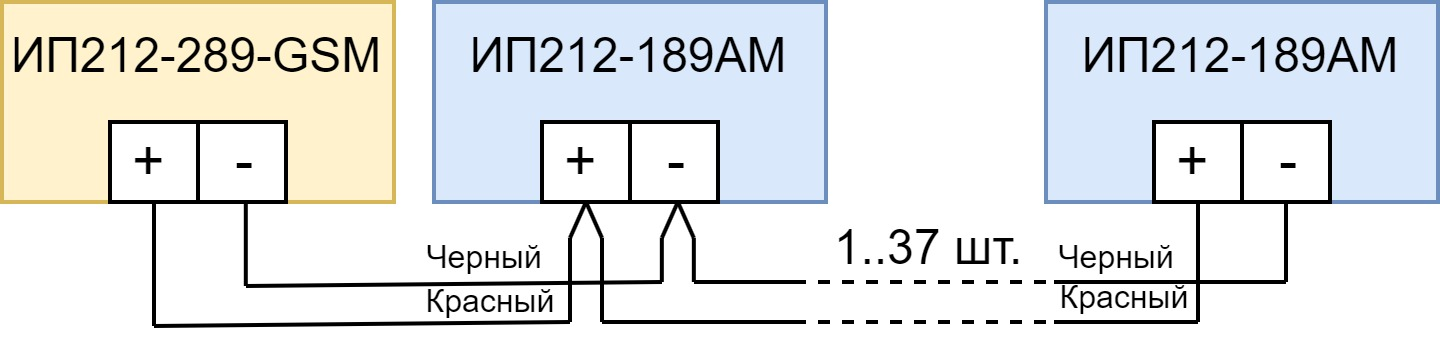 ИП212-289-GSM
ИП212-189АМ
ИП212-189АМ
+ -
+ -
+ -
1..37 шт.
Черный
Черный
Красный
Красный